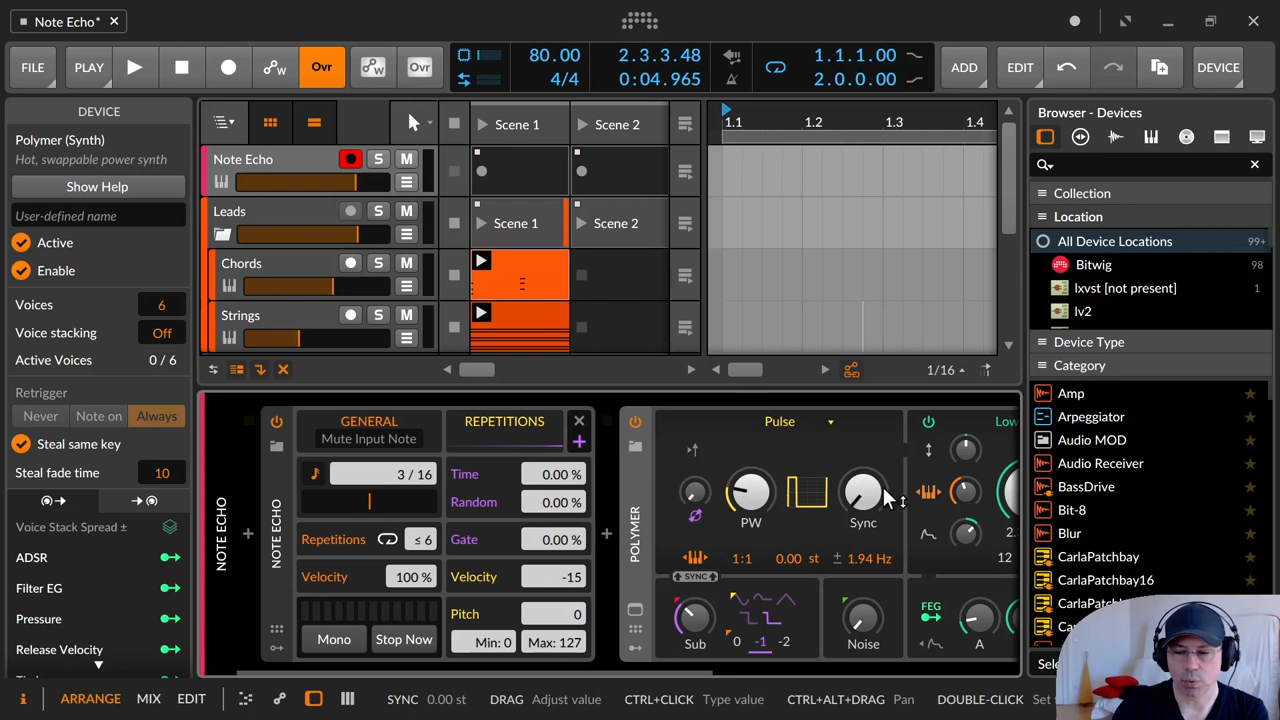 Note Echo*
FILE
PLAY
Ovr
Ovr
80.00
4/4
2.3.3.48
0:04.965
1.1.1.00
2.0.0.00
ADD
EDIT
DEVICE
DEVICE
Polymer (Synth)
Hot, swappable power synth
Show Help
User-defined name
Active
Enable
Voices 6
Voice stacking Off
Active Voices 0 / 6
Retrigger
Never Note on Always
Steal same key
Steal fade time 10
Voice Stack Spread ±
ADSR
Filter EG
Pressure
Release Velocity
Scene 1
Scene 2
Note Echo S M
Leads S M
Scene 1
Scene 2
Chords S M
Strings S M
1.1 1.2 1.3 1.4
1/16
NOTE ECHO
NOTE ECHO
GENERAL
Mute Input Note
3 / 16
Repetitions ≤ 6
Velocity 100 %
Mono
Stop Now
REPETITIONS
Time 0.00 %
Random 0.00 %
Gate 0.00 %
Velocity -15
Pitch 0
Min: 0 Max: 127
POLYMER
Pulse
PW
Sync
1:1 0.00 st ± 1.94 Hz
SYNC
Sub
0 -1 -2
Noise
Low
2.
12
FEG
A
Browser - Devices
Collection
Location
All Device Locations 99+
Bitwig 98
lxvst [not present] 1
lv2
Device Type
Category
Amp
Arpeggiator
Audio MOD
Audio Receiver
BassDrive
Bit-8
Blur
CarlaPatchbay
CarlaPatchbay16
ARRANGE
MIX
EDIT
SYNC 0.00 st
DRAG Adjust value
CTRL+CLICK Type value
CTRL+ALT+DRAG Pan
DOUBLE-CLICK